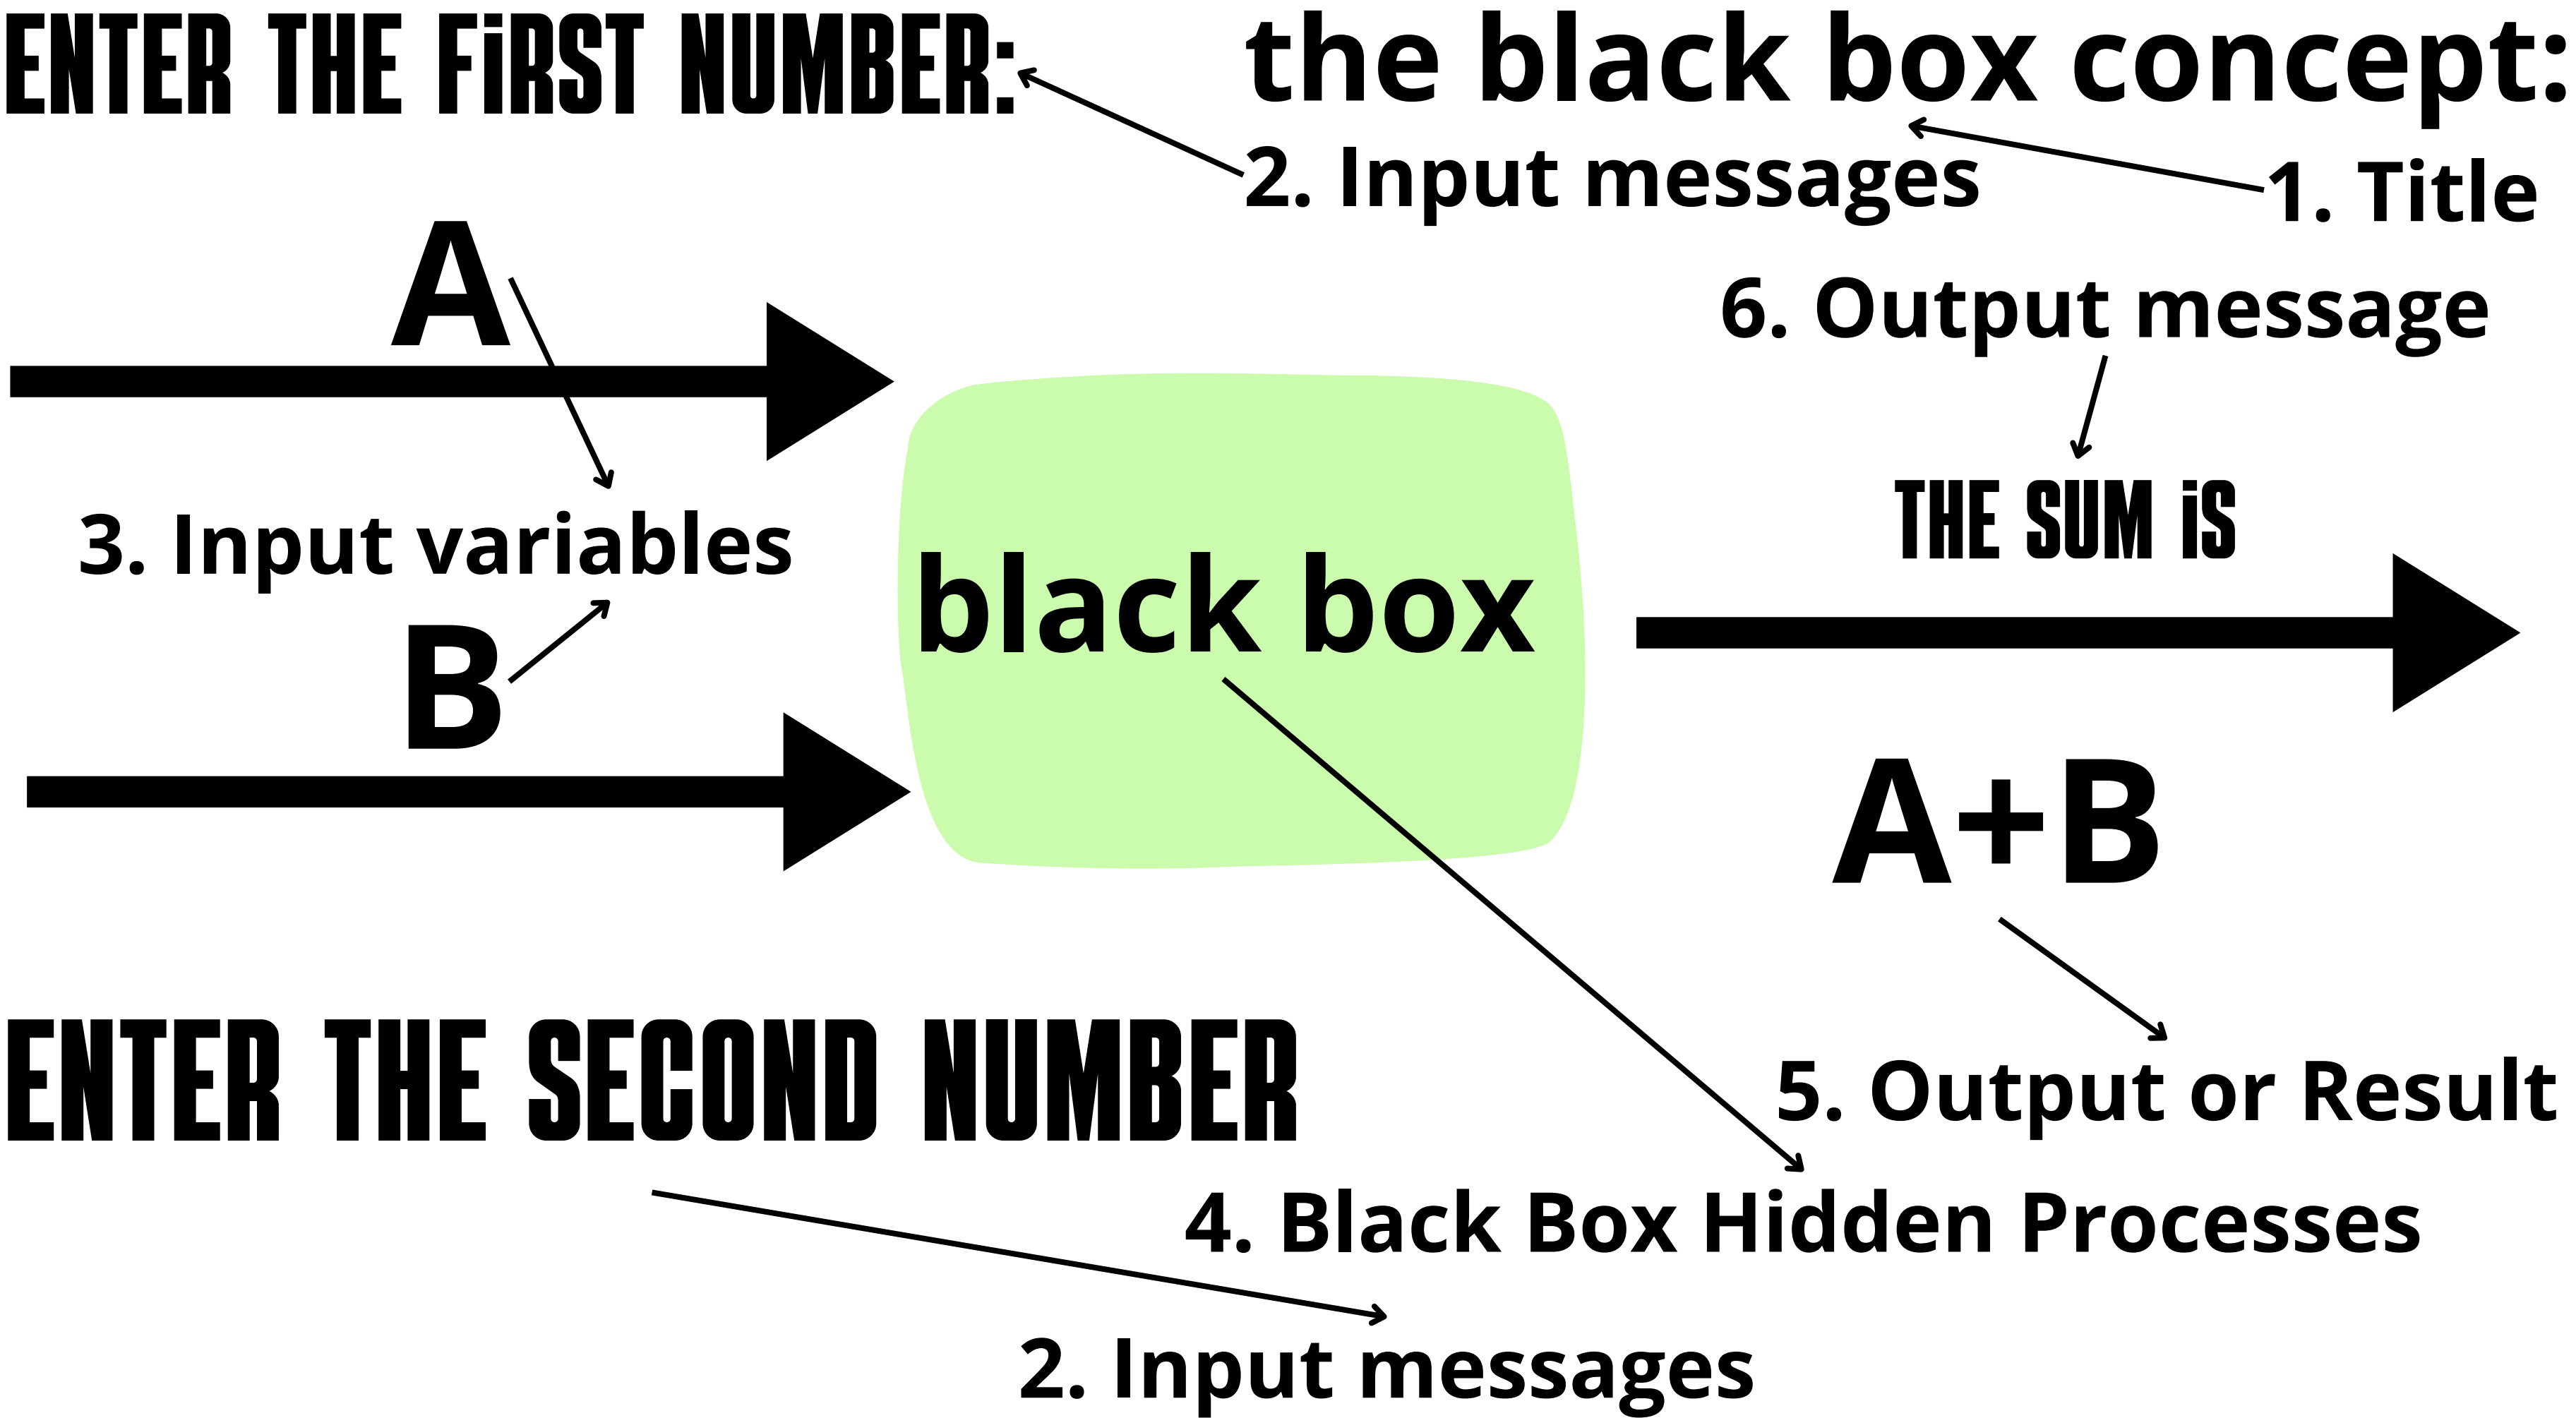 ENTER THE FiRST NUMBER:
the black box concept:
2. Input messages
1. Title
A
6. Output message
3. Input variables
THE SUM iS
black box
B
A+B
ENTER THE SECOND NUMBER
5. Output or Result
4. Black Box Hidden Processes
2. Input messages